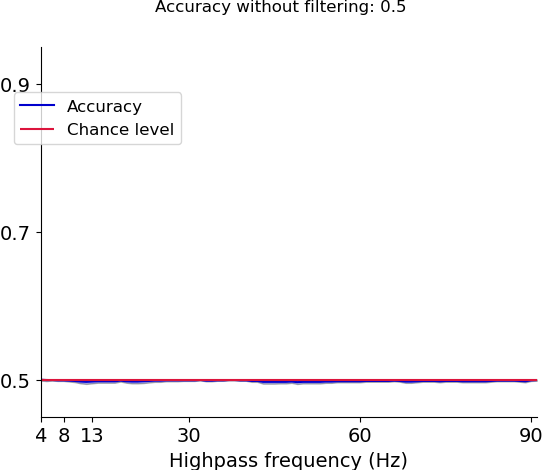 Accuracy without filtering: 0.5
0.9
Accuracy
Chance level
0.7
0.5
4 8 13 30 60 90
Highpass frequency (Hz)